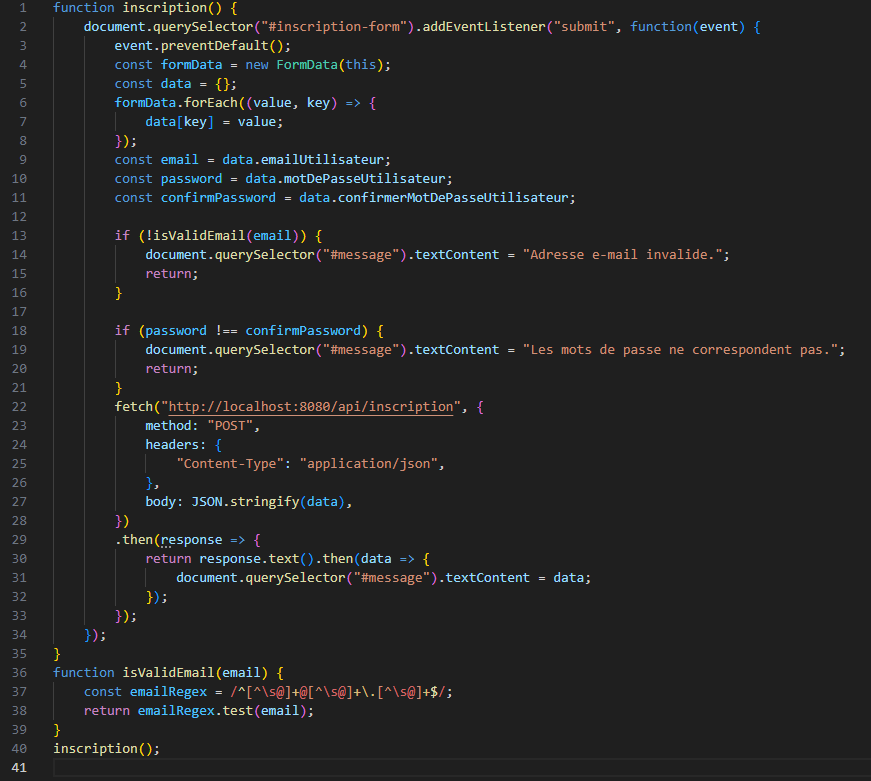 1 function inscription() {
2 document.querySelector("#inscription-form").addEventListener("submit", function(event) {
3 event.preventDefault();
4 const formData = new FormData(this);
5 const data = {};
6 formData.forEach((value, key) => {
7 data[key] = value;
8 });
9 const email = data.emailUtilisateur;
10 const password = data.motDePasseUtilisateur;
11 const confirmPassword = data.confirmerMotDePasseUtilisateur;
12
13 if (!isValidEmail(email)) {
14 document.querySelector("#message").textContent = "Adresse e-mail invalide.";
15 return;
16 }
17
18 if (password !== confirmPassword) {
19 document.querySelector("#message").textContent = "Les mots de passe ne correspondent pas.";
20 return;
21 }
22 fetch("http://localhost:8080/api/inscription", {
23 method: "POST",
24 headers: {
25 "Content-Type": "application/json",
26 },
27 body: JSON.stringify(data),
28 })
29 .then(response => {
30 return response.text().then(data => {
31 document.querySelector("#message").textContent = data;
32 });
33 });
34 });
35 }
36 function isValidEmail(email) {
37 const emailRegex = /^[^\s@]+@[^\s@]+\.[^\s@]+$/;
38 return emailRegex.test(email);
39 }
40 inscription();
41